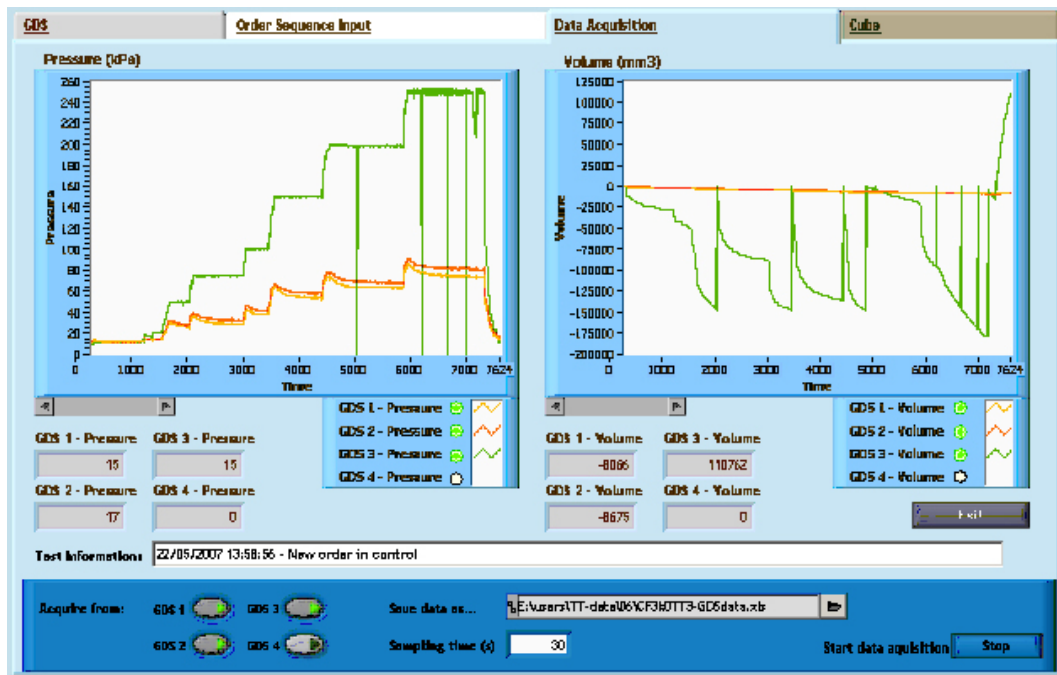 GDS
Order Sequence Input
Data Acquisition
Cube
Pressure (kPa)
260
240
220
200
180
160
140
120
100
80
60
40
20
0
Pressure
0 1000 2000 3000 4000 5000 6000 7000 7624
Time
GDS 1 - Pressure
GDS 2 - Pressure
GDS 3 - Pressure
GDS 4 - Pressure
GDS 1 - Pressure GDS 3 - Pressure
15 15
GDS 2 - Pressure GDS 4 - Pressure
17 0
Volume (mm3)
125000
100000
75000
50000
25000
0
-25000
-50000
-75000
-100000
-125000
-150000
-175000
-200000
Volume
0 1000 2000 3000 4000 5000 6000 7000 7624
Time
GDS 1 - Volume
GDS 2 - Volume
GDS 3 - Volume
GDS 4 - Volume
GDS 1 - Volume GDS 3 - Volume
-8066 110762
GDS 2 - Volume GDS 4 - Volume
-8675 0
Exit
Test Informations 22/05/2007 13:58:56 - New order in control
Acquire from: GDS 1 GDS 3
GDS 2 GDS 4
Save data as...
Sampling time (s) 30
Start data aquisition Stop